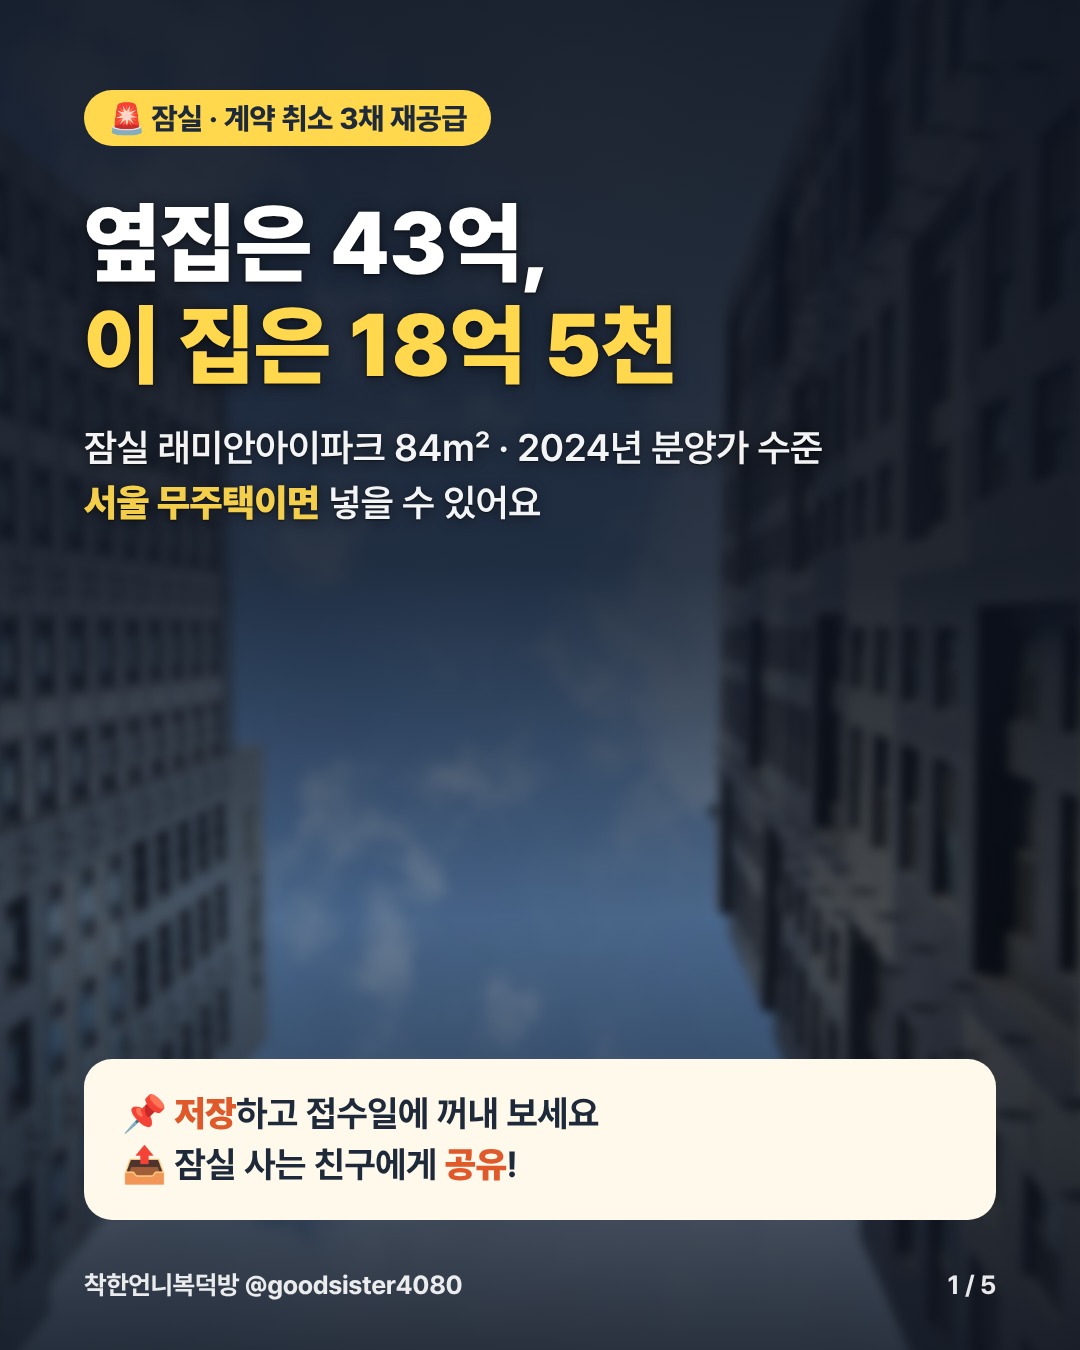 🚨 잠실 · 계약 취소 3채 재공급
옆집은 43억,
이 집은 18억 5천
잠실 래미안아이파크 84m² · 2024년 분양가 수준
서울 무주택이면 넣을 수 있어요
📌 저장하고 접수일에 꺼내 보세요
📤 잠실 사는 친구에게 공유!
착한언니복덕방 @goodsister4080
1 / 5